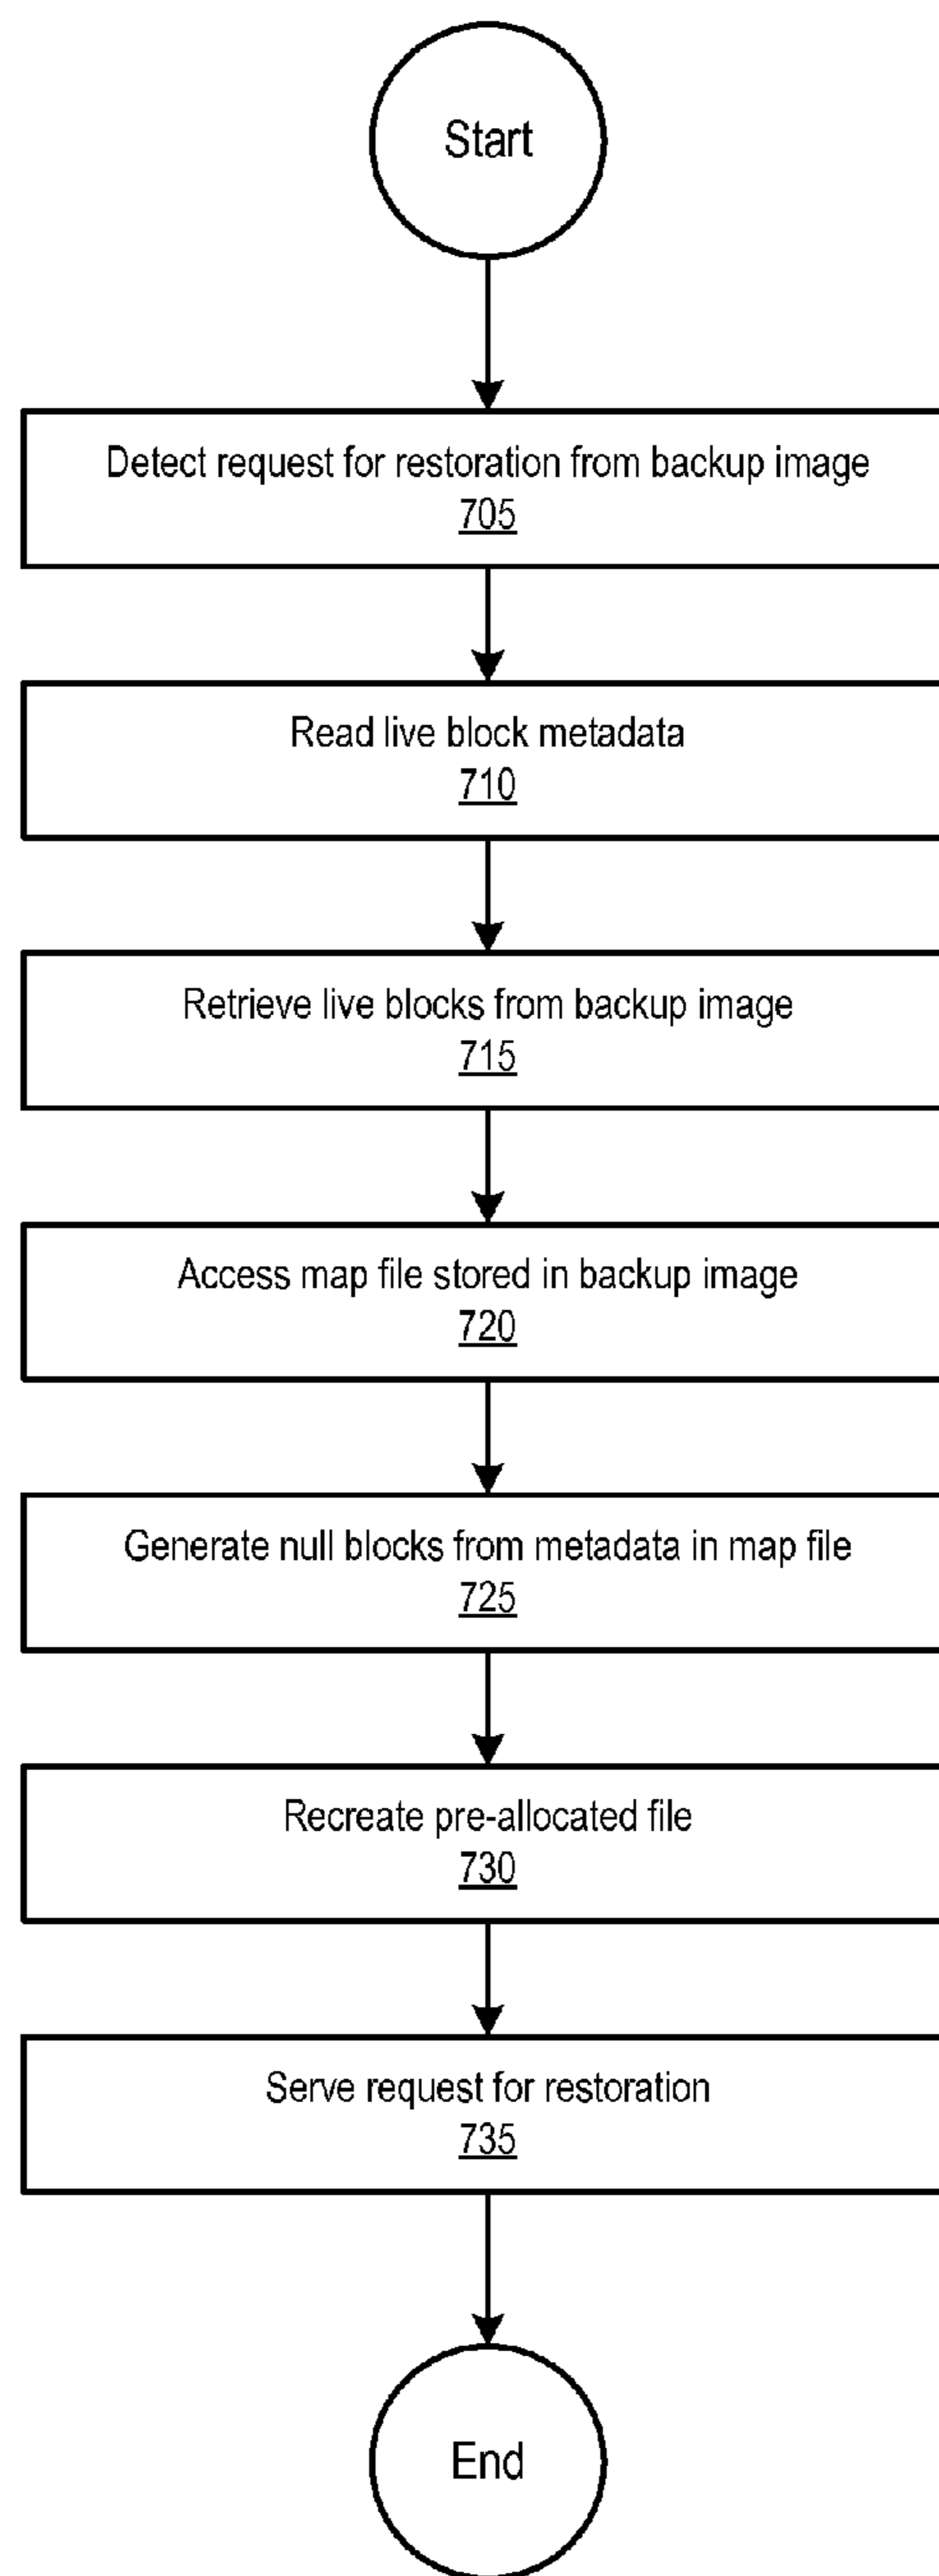 Start
Detect request for restoration from backup image
705
Read live block metadata
710
Retrieve live blocks from backup image
715
Access map file stored in backup image
720
Generate null blocks from metadata in map file
725
Recreate pre-allocated file
730
Serve request for restoration
735
End